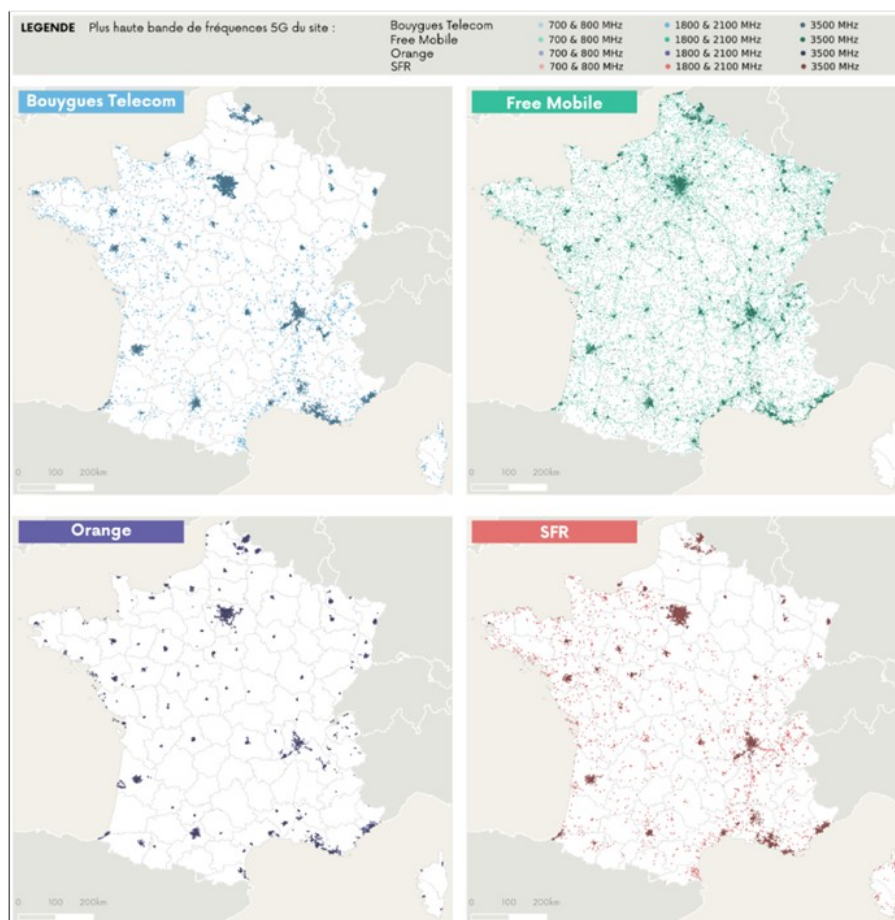 LEGENDE Plus haute bande de fréquences 5G du site :
Bouygues Telecom 700 & 800 MHz 1800 & 2100 MHz 3500 MHz
Free Mobile 700 & 800 MHz 1800 & 2100 MHz 3500 MHz
Orange 700 & 800 MHz 1800 & 2100 MHz 3500 MHz
SFR 700 & 800 MHz 1800 & 2100 MHz 3500 MHz
Bouygues Telecom
0 100 200km
Free Mobile
0 100 200km
Orange
0 100 200km
SFR
0 100 200km